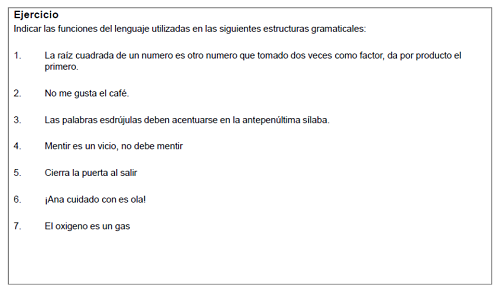 Ejercicio
Indicar las funciones del lenguaje utilizadas en las siguientes estructuras gramaticales:
1. La raíz cuadrada de un numero es otro numero que tomado dos veces como factor, da por producto el
primero.
2. No me gusta el café.
3. Las palabras esdrújulas deben acentuarse en la antepenúltima sílaba.
4. Mentir es un vicio, no debe mentir
5. Cierra la puerta al salir
6. ¡Ana cuidado con es ola!
7. El oxigeno es un gas